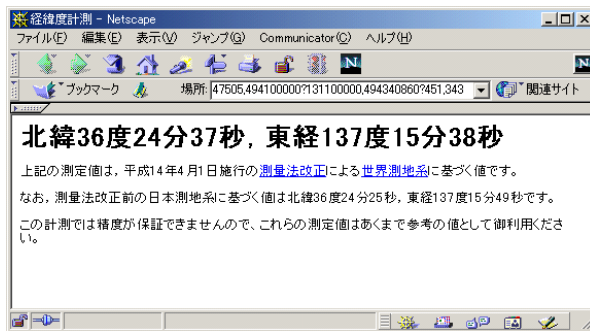 経緯度計測 - Netscape
ファイル(F) 編集(E) 表示(V) ジャンプ(G) Communicator(C) ヘルプ(H)
N
ブックマーク 場所: 47505,494100000?131100000,494340860?451,343 関連サイト
北緯36度24分37秒, 東経137度15分38秒
上記の測定値は, 平成14年4月1日施行の測量法改正による世界測地系に基づく値です。
なお, 測量法改正前の日本測地系に基づく値は北緯36度24分25秒, 東経137度15分49秒です。
この計測では精度が保証できませんので、これらの測定値はあくまで参考の値として御利用くださ
い。